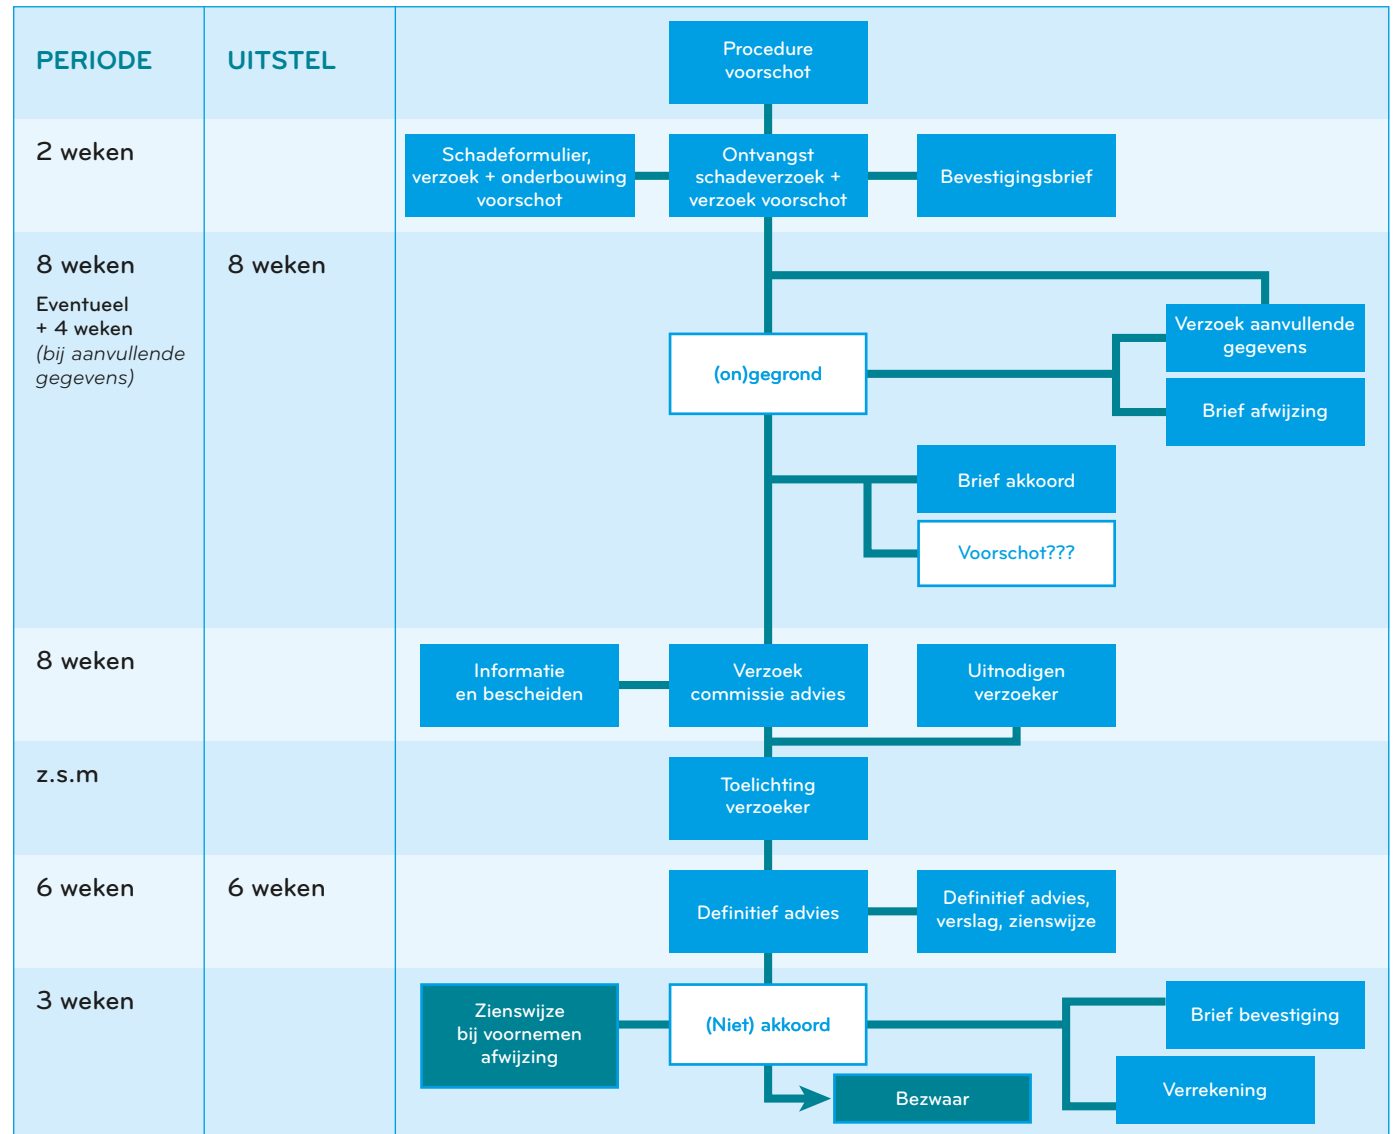 PERIODE
UITSTEL
Procedure
voorschot
2 weken
Schadeformulier,
verzoek + onderbouwing
voorschot
Ontvangst
schadeverzoek +
verzoek voorschot
Bevestigingsbrief
8 weken
Eventueel
+ 4 weken
(bij aanvullende
gegevens)
8 weken
Verzoek aanvullende
gegevens
(on)gegrond
Brief afwijzing
Brief akkoord
Voorschot???
8 weken
Informatie
en bescheiden
Verzoek
commissie advies
Uitnodigen
verzoeker
z.s.m
Toelichting
verzoeker
6 weken
6 weken
Definitief advies
Definitief advies,
verslag, zienswijze
3 weken
Zienswijze
bij voornemen
afwijzing
(Niet) akkoord
Brief bevestiging
Verrekening
Bezwaar